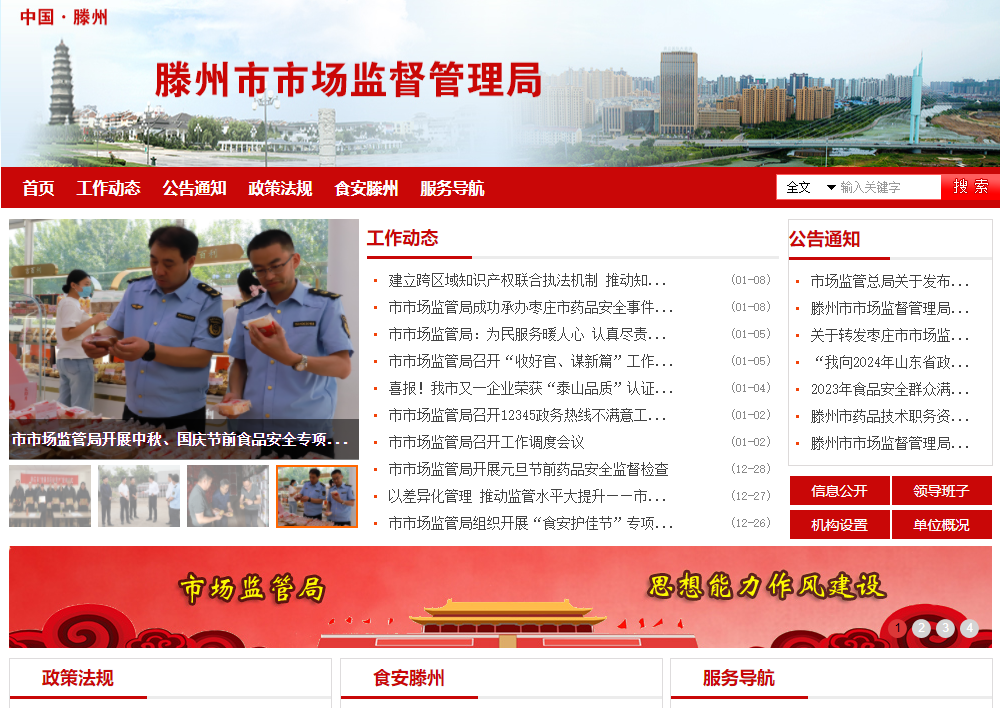 中国·滕州
滕州市市场监督管理局
首页 工作动态 公告通知 政策法规 食安滕州 服务导航
全文 输入关键字 搜 索
市市场监管局开展中秋、国庆节前食品安全专项...
工作动态
建立跨区域知识产权联合执法机制 推动知... (01-08)
市市场监管局成功承办枣庄市药品安全事件... (01-08)
市市场监管局：为民服务暖人心 认真尽责... (01-05)
市市场监管局召开“收好官、谋新篇”工作... (01-05)
喜报！我市又一企业荣获“泰山品质”认证... (01-04)
市市场监管局召开12345政务热线不满意工... (01-02)
市市场监管局召开工作调度会议 (01-02)
市市场监管局开展元旦节前药品安全监督检查 (12-28)
以差异化管理 推动监管水平大提升——市... (12-27)
市市场监管局组织开展“食安护佳节”专项... (12-26)
公告通知
市场监管总局关于发布...
滕州市市场监督管理局...
关于转发枣庄市市场监...
“我向2024年山东省政...
2023年食品安全群众满...
滕州市药品技术职务资...
滕州市市场监督管理局...
信息公开 领导班子
机构设置 单位概况
市场监管局 思想能力作风建设
1 2 3 4
政策法规 食安滕州 服务导航